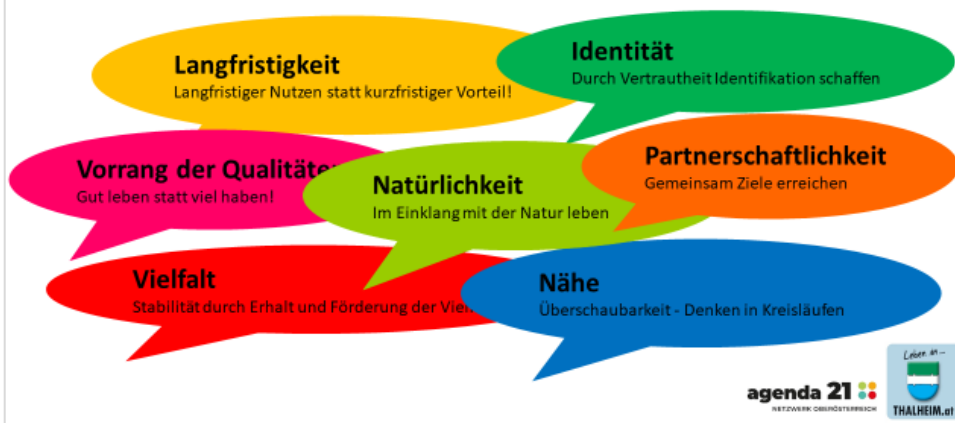 Langfristigkeit
Langfristiger Nutzen statt kurzfristiger Vorteil!
Identität
Durch Vertrautheit Identifikation schaffen
Vorrang der Qualitäte
Gut leben statt viel haben!
Natürlichkeit
Im Einklang mit der Natur leben
Partnerschaftlichkeit
Gemeinsam Ziele erreichen
Vielfalt
Stabilität durch Erhalt und Förderung der
Nähe
Überschaubarkeit - Denken in Kreisläufen
agenda 21
NETZWERK OBERÖSTERREICH
Leben in ...
THALHEIM.at